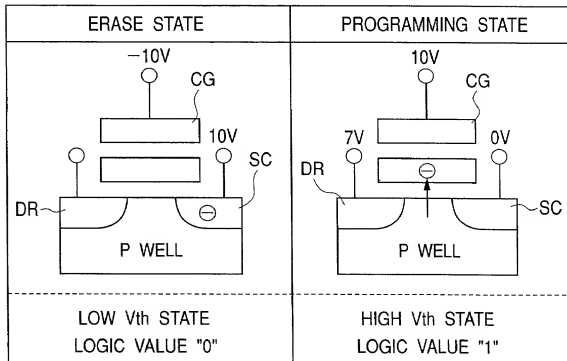 ERASE STATE
−10V
CG
10V
SC
DR
⊖
P WELL
LOW Vth STATE
LOGIC VALUE "0"
PROGRAMMING STATE
10V
CG
7V
0V
DR
⊖
SC
P WELL
HIGH Vth STATE
LOGIC VALUE "1"